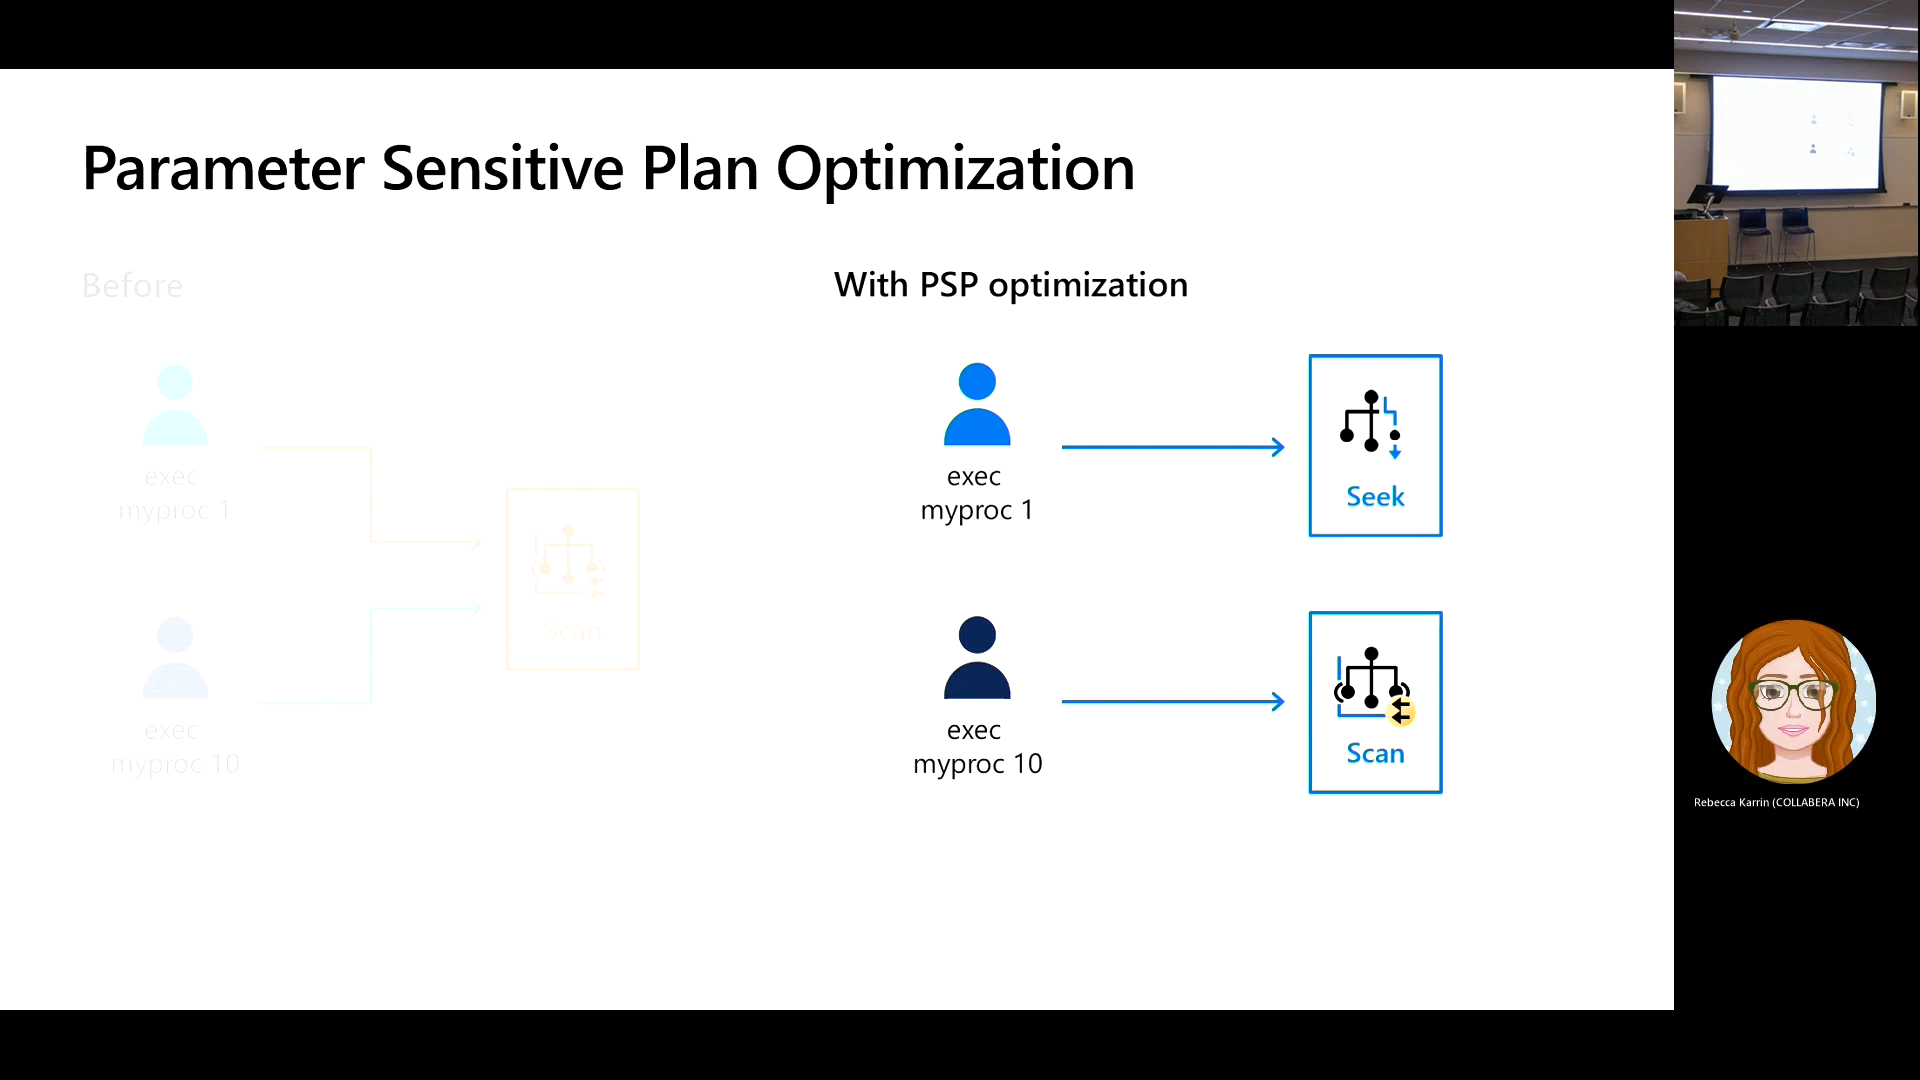 Parameter Sensitive Plan Optimization
Before
exec
myproc 1
exec
myproc 10
Scan
With PSP optimization
exec
myproc 1
Seek
exec
myproc 10
Scan
Rebecca Karrin (COLLABERA INC)